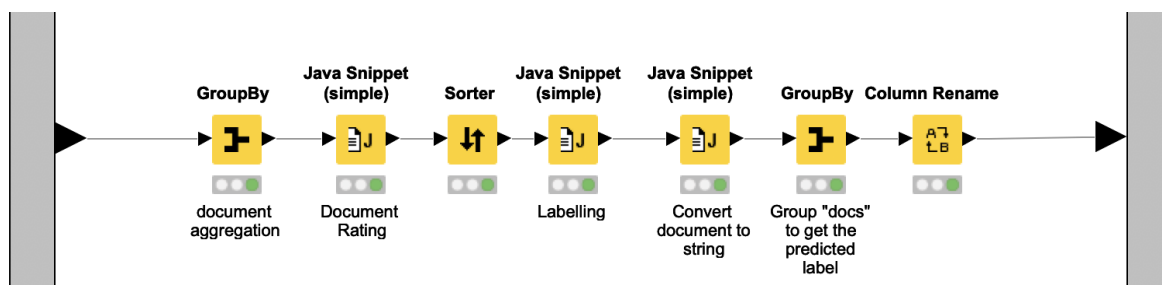 GroupBy
Java Snippet
(simple)
Sorter
Java Snippet
(simple)
Java Snippet
(simple)
GroupBy
Column Rename
J
J
J
A
B
document
aggregation
Document
Rating
Labelling
Convert
document to
string
Group "docs"
to get the
predicted
label